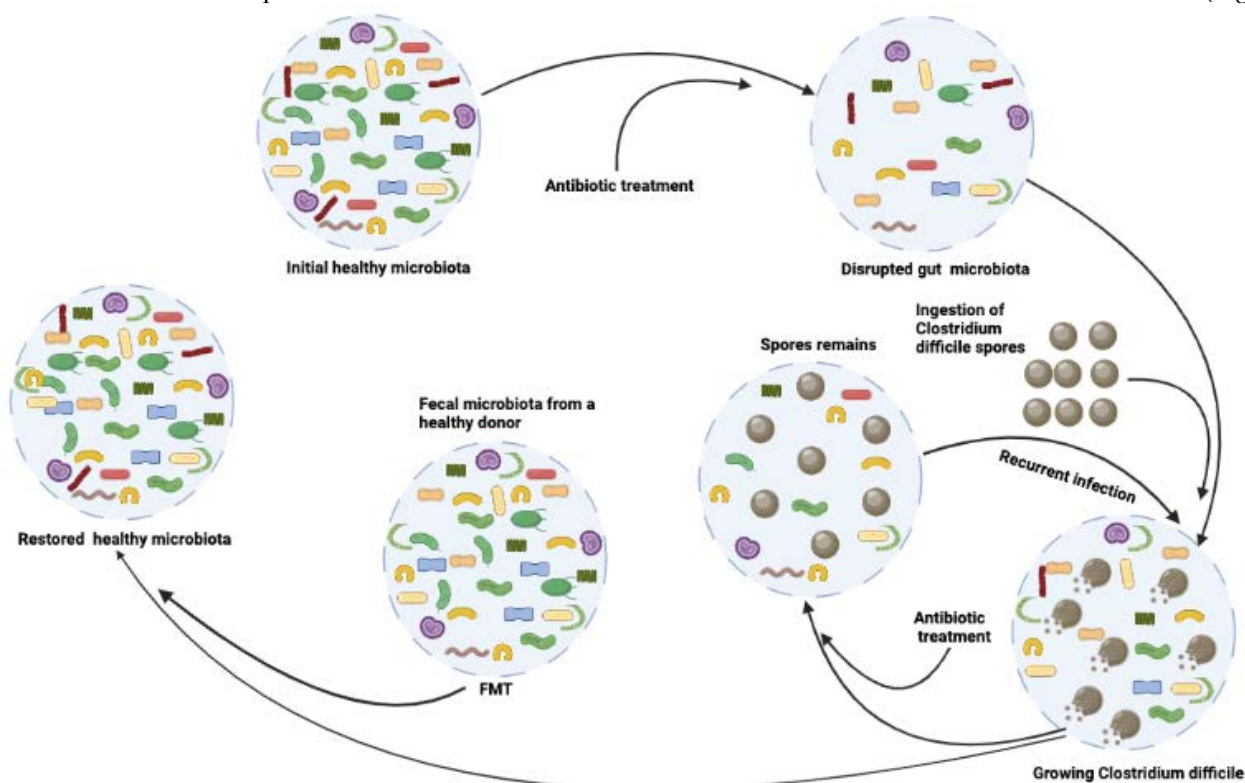 (Fig
Antibiotic treatment
Initial healthy microbiota
Disrupted gut microbiota
Ingestion of
Clostridium
difficile spores
Spores remains
Recurrent infection
Fecal microbiota from a
healthy donor
Restored healthy microbiota
Antibiotic
treatment
FMT
Growing Clostridium difficile